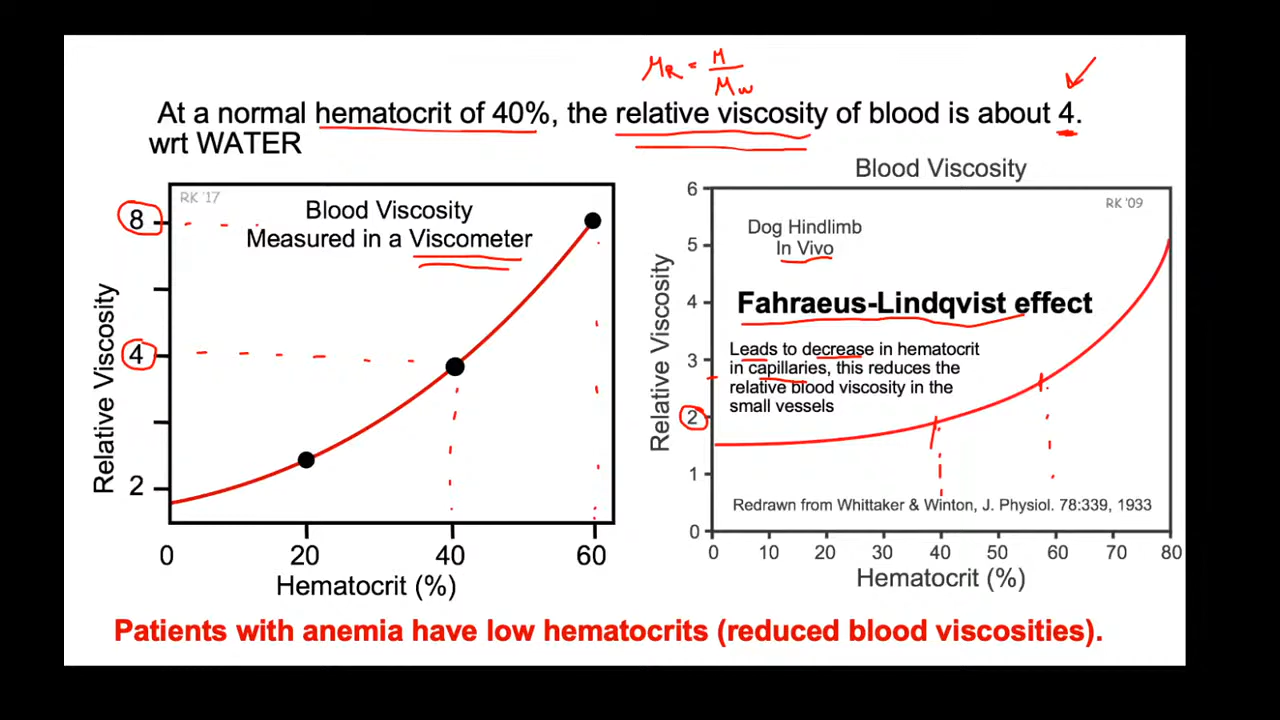 μR = μ / μw
At a normal hematocrit of 40%, the relative viscosity of blood is about 4.
wrt WATER
RK '17
Blood Viscosity
Measured in a Viscometer
Relative Viscosity
8
4
2
0 20 40 60
Hematocrit (%)
Blood Viscosity
RK '09
Dog Hindlimb
In Vivo
Fahraeus-Lindqvist effect
Leads to decrease in hematocrit
in capillaries, this reduces the
relative blood viscosity in the
small vessels
Relative Viscosity
6
5
4
3
2
1
0
Redrawn from Whittaker & Winton, J. Physiol. 78:339, 1933
0 10 20 30 40 50 60 70 80
Hematocrit (%)
Patients with anemia have low hematocrits (reduced blood viscosities).